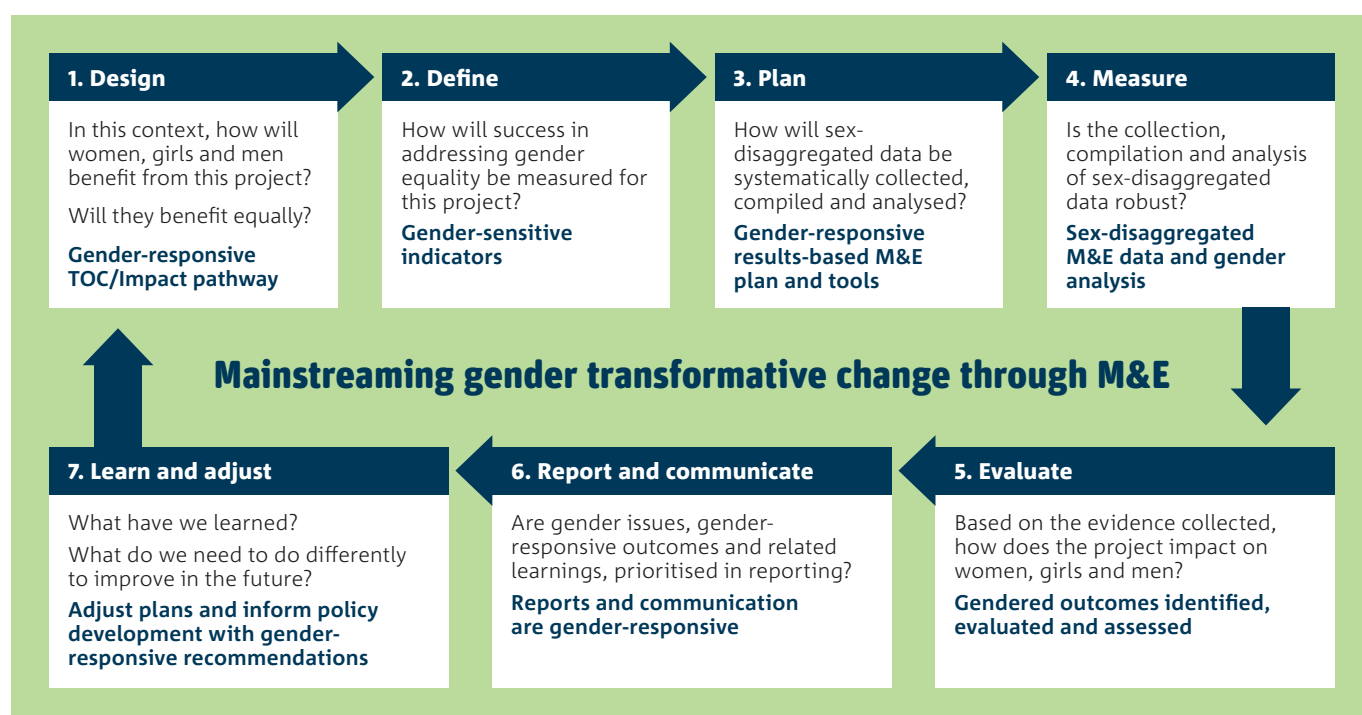 1. Design
In this context, how will
women, girls and men
benefit from this project?
Will they benefit equally?
Gender-responsive
TOC/Impact pathway
2. Define
How will success in
addressing gender
equality be measured for
this project?
Gender-sensitive
indicators
3. Plan
How will sex-
disaggregated data be
systematically collected,
compiled and analysed?
Gender-responsive
results-based M&E
plan and tools
4. Measure
Is the collection,
compilation and analysis
of sex-disaggregated
data robust?
Sex-disaggregated
M&E data and gender
analysis
Mainstreaming gender transformative change through M&E
7. Learn and adjust
What have we learned?
What do we need to do differently
to improve in the future?
Adjust plans and inform policy
development with gender-
responsive recommendations
6. Report and communicate
Are gender issues, gender-
responsive outcomes and related
learnings, prioritised in reporting?
Reports and communication
are gender-responsive
5. Evaluate
Based on the evidence collected,
how does the project impact on
women, girls and men?
Gendered outcomes identified,
evaluated and assessed